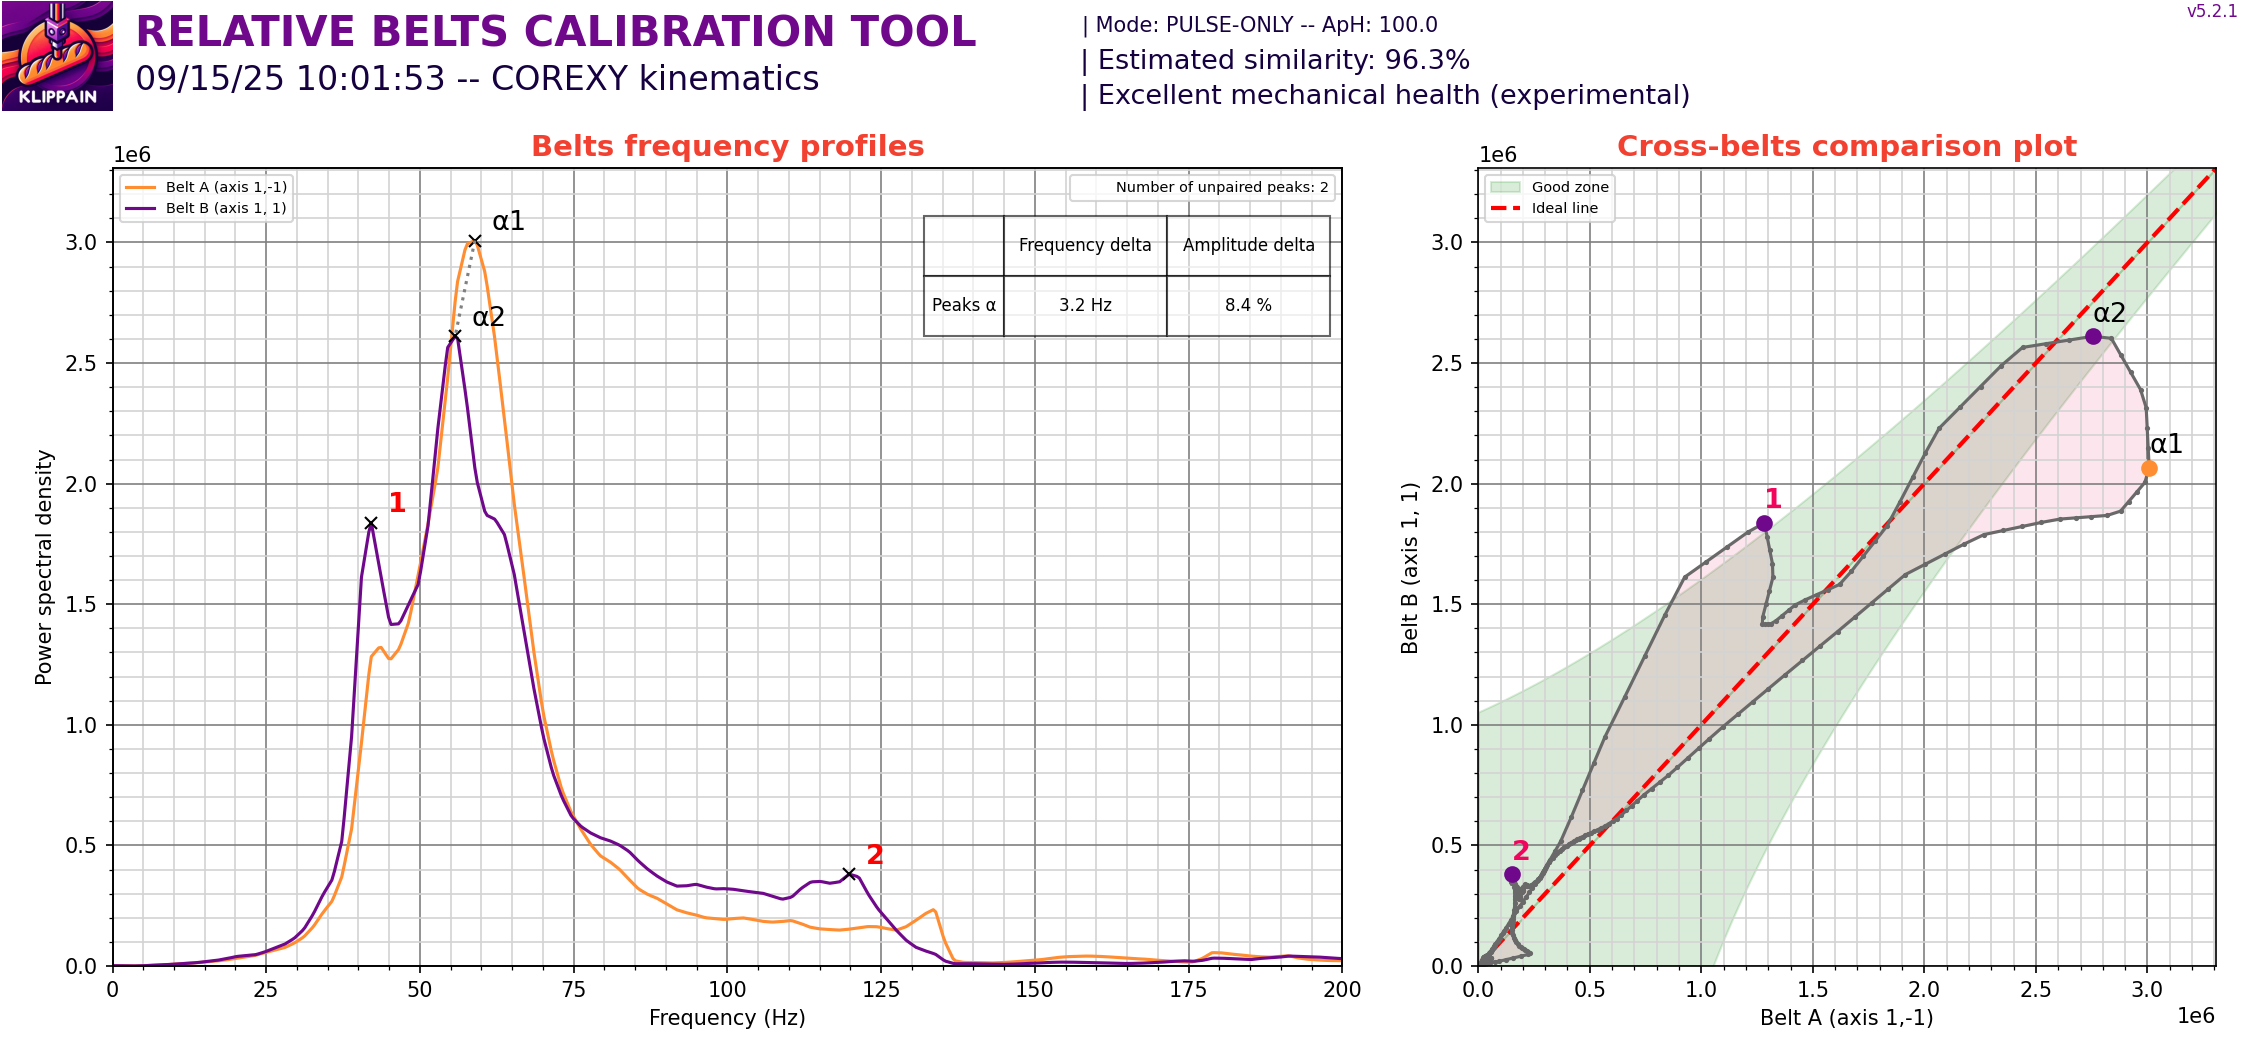 KLIPPAIN
RELATIVE BELTS CALIBRATION TOOL
09/15/25 10:01:53 -- COREXY kinematics
| Mode: PULSE-ONLY -- ApH: 100.0
| Estimated similarity: 96.3%
| Excellent mechanical health (experimental)
v5.2.1
Belts frequency profiles
1e6
Belt A (axis 1,-1)
Belt B (axis 1, 1)
Number of unpaired peaks: 2
Frequency delta Amplitude delta
Peaks α 3.2 Hz 8.4 %
α1
α2
1
2
3.0
2.5
2.0
1.5
1.0
0.5
0.0
Power spectral density
0 25 50 75 100 125 150 175 200
Frequency (Hz)
Cross-belts comparison plot
1e6
Good zone
Ideal line
α2
α1
1
2
3.0
2.5
2.0
1.5
1.0
0.5
0.0
Belt B (axis 1, 1)
0.0 0.5 1.0 1.5 2.0 2.5 3.0
Belt A (axis 1,-1)
1e6